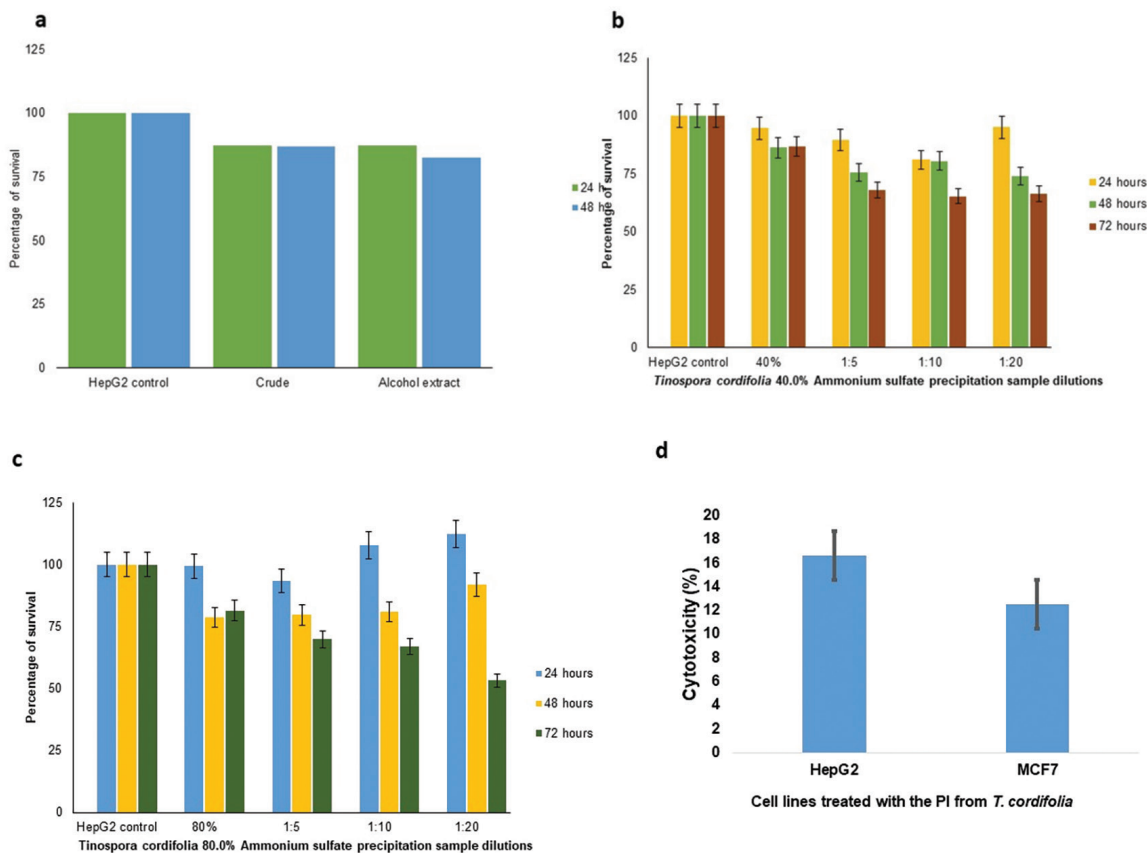 a
125
100
75
50
25
0
Percentage of survival
HepG2 control
Crude
Alcohol extract
24 h
48 h
b
125
100
75
50
25
0
Percentage of survival
HepG2 control
40%
1:5
1:10
1:20
Tinospora cordifolia 40.0% Ammonium sulfate precipitation sample dilutions
24 hours
48 hours
72 hours
c
125
100
75
50
25
0
Percentage of survival
HepG2 control
80%
1:5
1:10
1:20
Tinospora cordifolia 80.0% Ammonium sulfate precipitation sample dilutions
24 hours
48 hours
72 hours
d
20
18
16
14
12
10
8
6
4
2
0
Cytotoxicity (%)
HepG2
MCF7
Cell lines treated with the PI from T. cordifolia